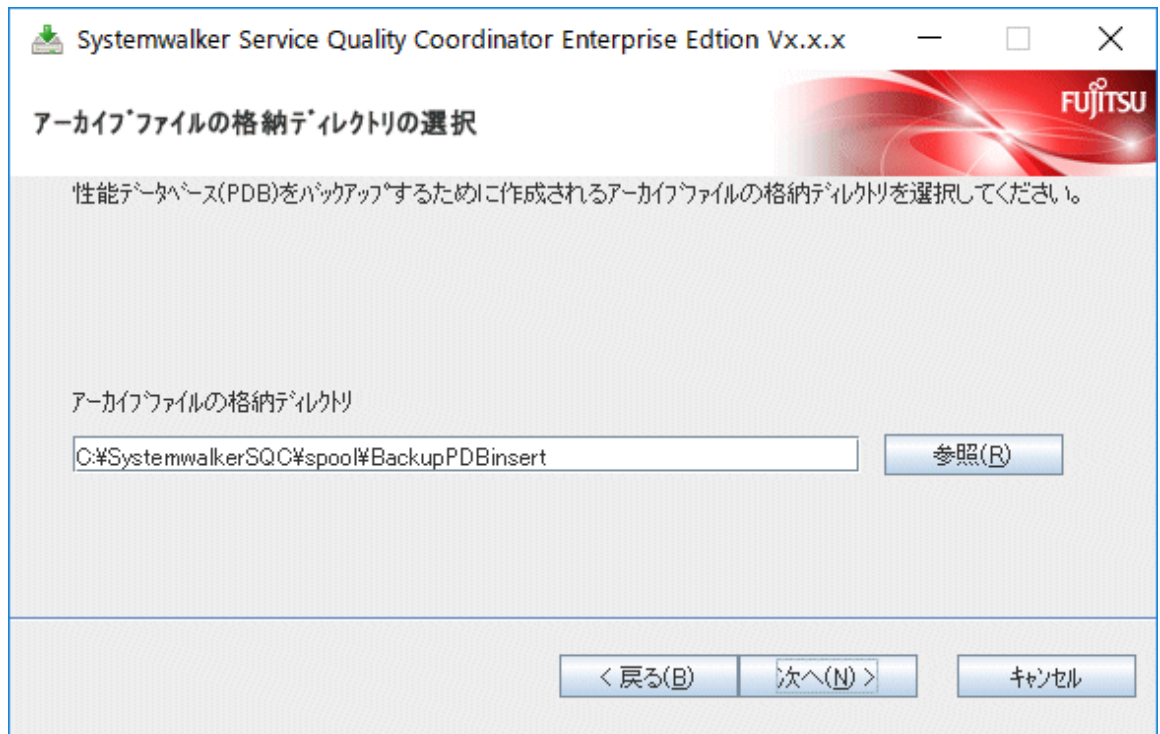 Systemwalker Service Quality Coordinator Enterprise Edtion Vx.x.x
FUJITSU
アーカイブファイルの格納ディレクトリの選択
性能データベース(PDB)をバックアップするために作成されるアーカイブファイルの格納ディレクトリを選択してください。
アーカイブファイルの格納ディレクトリ
C:¥SystemwalkerSQC¥spool¥BackupPDBinsert
参照(R)
< 戻る(B)
次へ(N) >
キャンセル